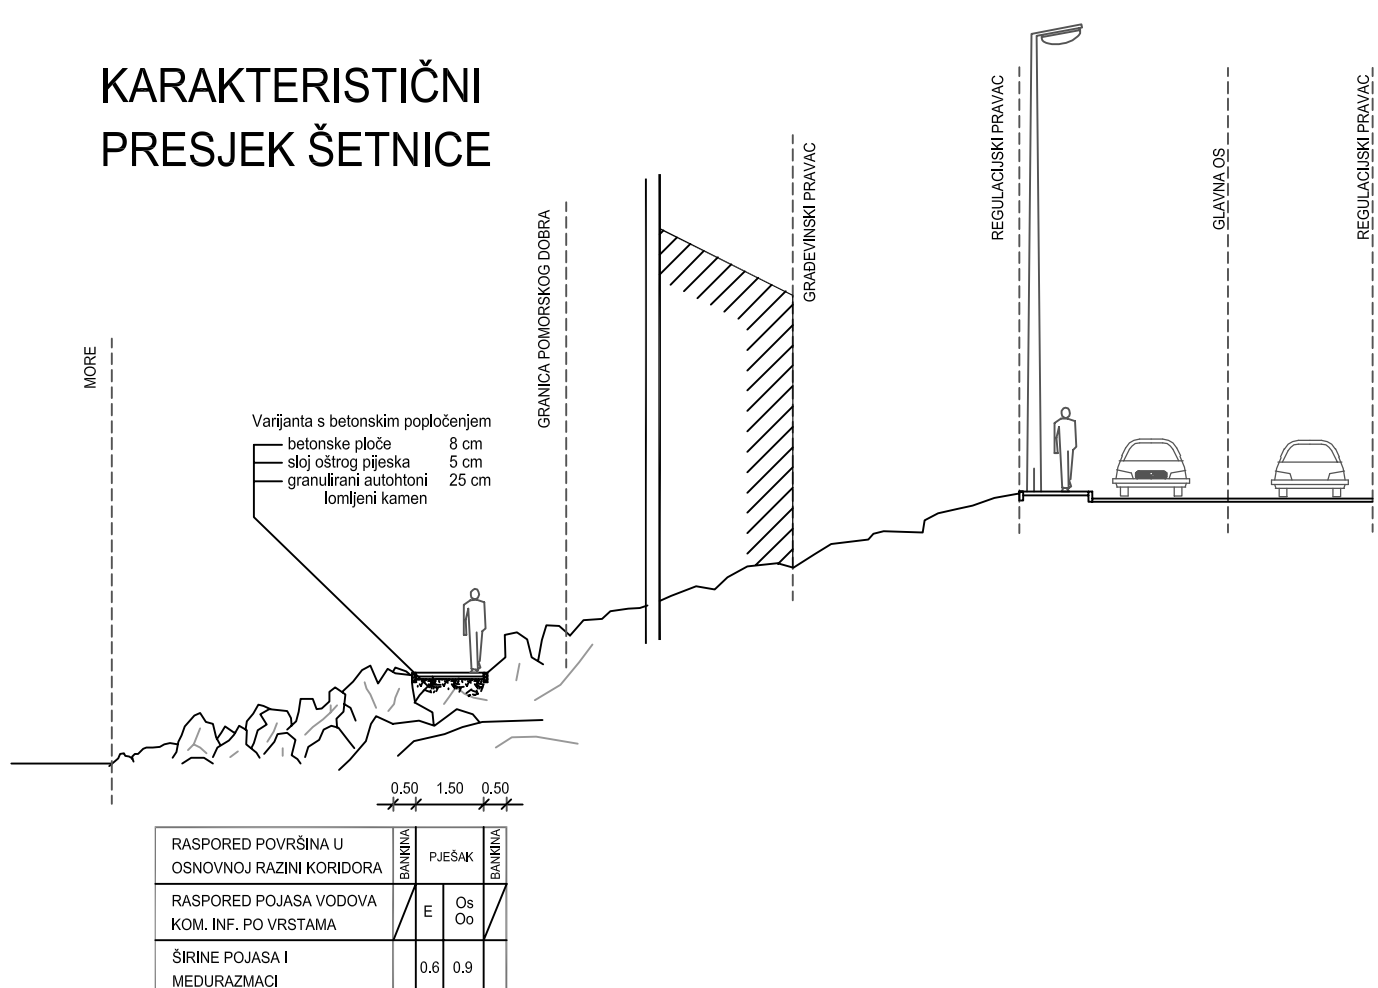 KARAKTERISTIČNI
PRESJEK ŠETNICE
MORE
GRANICA POMORSKOG DOBRA
GRAĐEVINSKI PRAVAC
REGULACIJSKI PRAVAC
GLAVNA OS
REGULACIJSKI PRAVAC
Varijanta s betonskim popločenjem
betonske ploče 8 cm
sloj oštrog pijeska 5 cm
granulirani autohtoni 25 cm
lomljeni kamen
0.50 1.50 0.50
RASPORED POVRŠINA U
OSNOVNOJ RAZINI KORIDORA
BANKINA
PJEŠAK
BANKINA
RASPORED POJASA VODOVA
KOM. INF. PO VRSTAMA
E
Os
Oo
ŠIRINE POJASA I
MEDURAZMACI
0.6 0.9